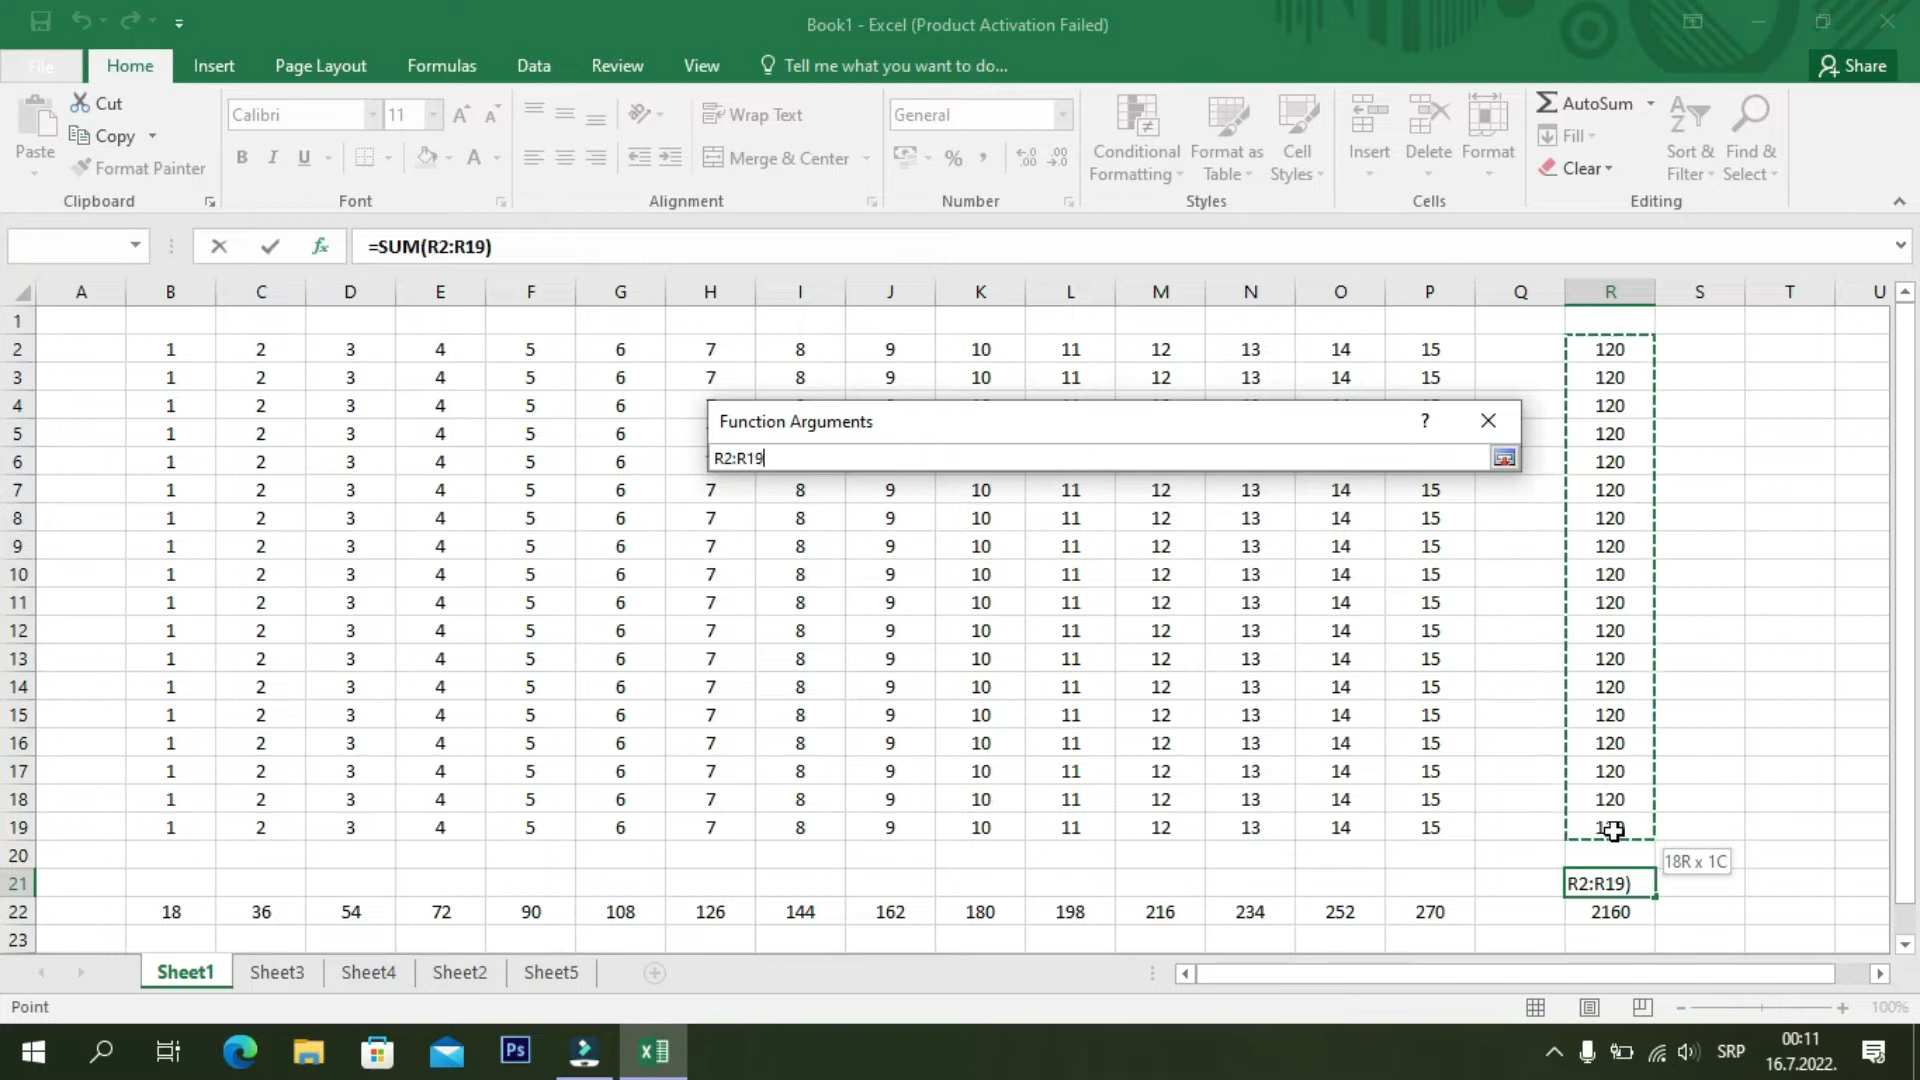 Book1 - Excel (Product Activation Failed)
File Home Insert Page Layout Formulas Data Review View Tell me what you want to do... Share
Cut
Copy
Format Painter
Paste
Clipboard
Calibri 11
B I U A
Font
Wrap Text
Merge & Center
Alignment
General
%
Number
Conditional Formatting
Format as Table
Cell Styles
Styles
Insert Delete Format
Cells
AutoSum
Fill
Clear
Sort & Filter
Find & Select
Editing
fx =SUM(R2:R19)
A B C D E F G H I J K L M N O P Q R S T U
1
2 1 2 3 4 5 6 7 8 9 10 11 12 13 14 15 120
3 1 2 3 4 5 6 7 8 9 10 11 12 13 14 15 120
4 1 2 3 4 5 6 120
Function Arguments ?
5 1 2 3 4 5 6 120
R2:R19
6 1 2 3 4 5 6 120
7 1 2 3 4 5 6 7 8 9 10 11 12 13 14 15 120
8 1 2 3 4 5 6 7 8 9 10 11 12 13 14 15 120
9 1 2 3 4 5 6 7 8 9 10 11 12 13 14 15 120
10 1 2 3 4 5 6 7 8 9 10 11 12 13 14 15 120
11 1 2 3 4 5 6 7 8 9 10 11 12 13 14 15 120
12 1 2 3 4 5 6 7 8 9 10 11 12 13 14 15 120
13 1 2 3 4 5 6 7 8 9 10 11 12 13 14 15 120
14 1 2 3 4 5 6 7 8 9 10 11 12 13 14 15 120
15 1 2 3 4 5 6 7 8 9 10 11 12 13 14 15 120
16 1 2 3 4 5 6 7 8 9 10 11 12 13 14 15 120
17 1 2 3 4 5 6 7 8 9 10 11 12 13 14 15 120
18 1 2 3 4 5 6 7 8 9 10 11 12 13 14 15 120
19 1 2 3 4 5 6 7 8 9 10 11 12 13 14 15
20
18R x 1C
21 R2:R19)
22 18 36 54 72 90 108 126 144 162 180 198 216 234 252 270 2160
23
Sheet1 Sheet3 Sheet4 Sheet2 Sheet5
Point 100%
Ps SRP 00:11
16.7.2022.